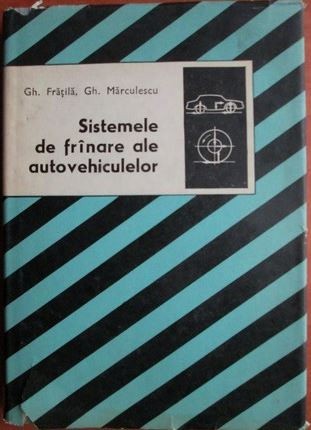 Gh. Frățilă, Gh. Mărculescu
Sistemele
de frînare ale
autovehiculelor